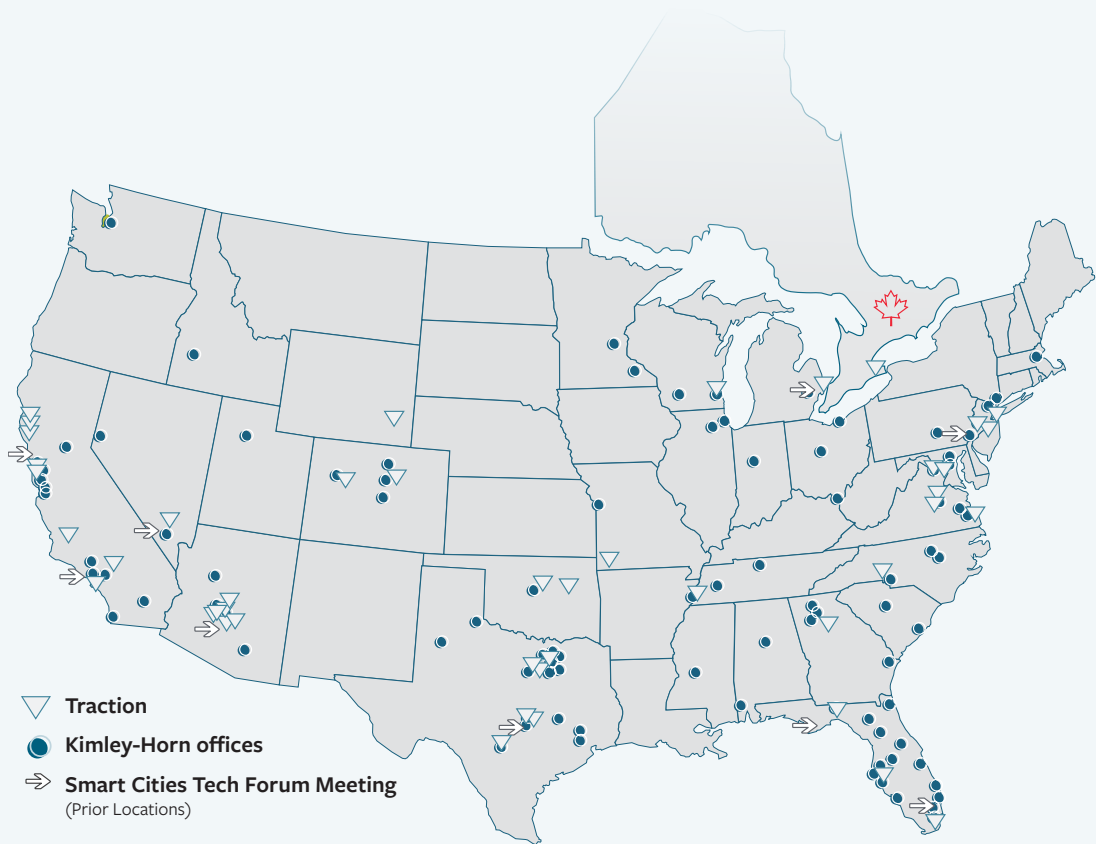 Traction
Kimley-Horn offices
Smart Cities Tech Forum Meeting
(Prior Locations)